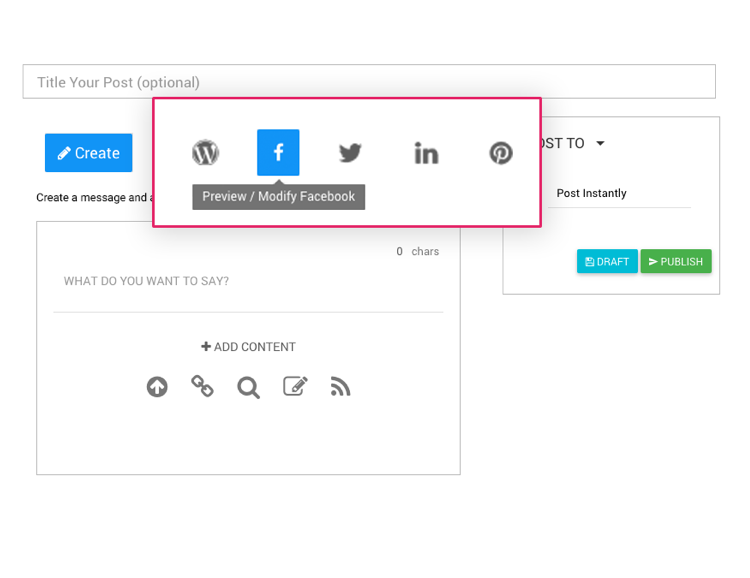 Title Your Post (optional)
Create
Preview / Modify Facebook
Create a message and
0 chars
WHAT DO YOU WANT TO SAY?
ADD CONTENT
TO
Post Instantly
DRAFT
PUBLISH